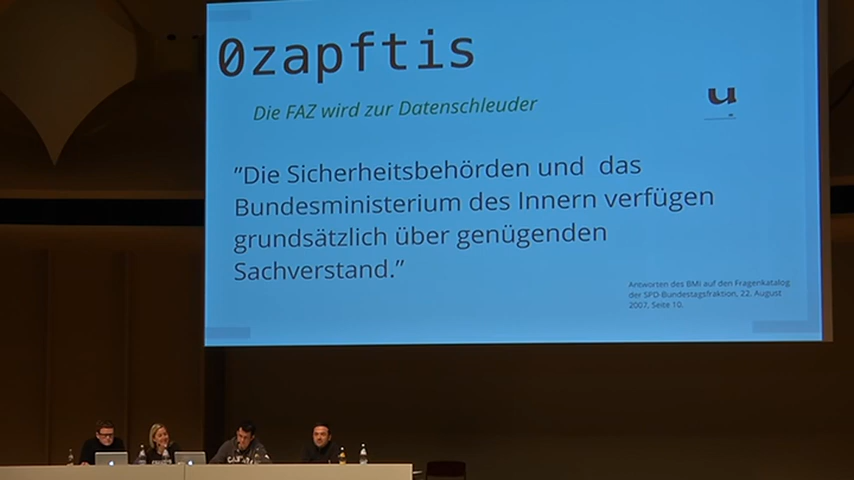 0zapftis
Die FAZ wird zur Datenschleuder
u
"Die Sicherheitsbehörden und das
Bundesministerium des Innern verfügen
grundsätzlich über genügenden
Sachverstand."
Antworten des BMI auf den Fragenkatalog
der SPD-Bundestagsfraktion, 22. August
2007, Seite 10.